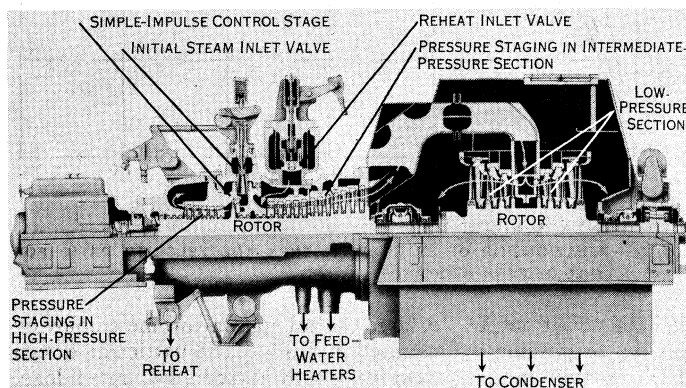 SIMPLE-IMPULSE CONTROL STAGE
INITIAL STEAM INLET VALVE
REHEAT INLET VALVE
PRESSURE STAGING IN INTERMEDIATE-
PRESSURE SECTION
LOW-
PRESSURE
SECTION
ROTOR
ROTOR
PRESSURE
STAGING IN
HIGH-PRESSURE
SECTION
TO
REHEAT
TO FEED-
WATER
HEATERS
TO CONDENSER